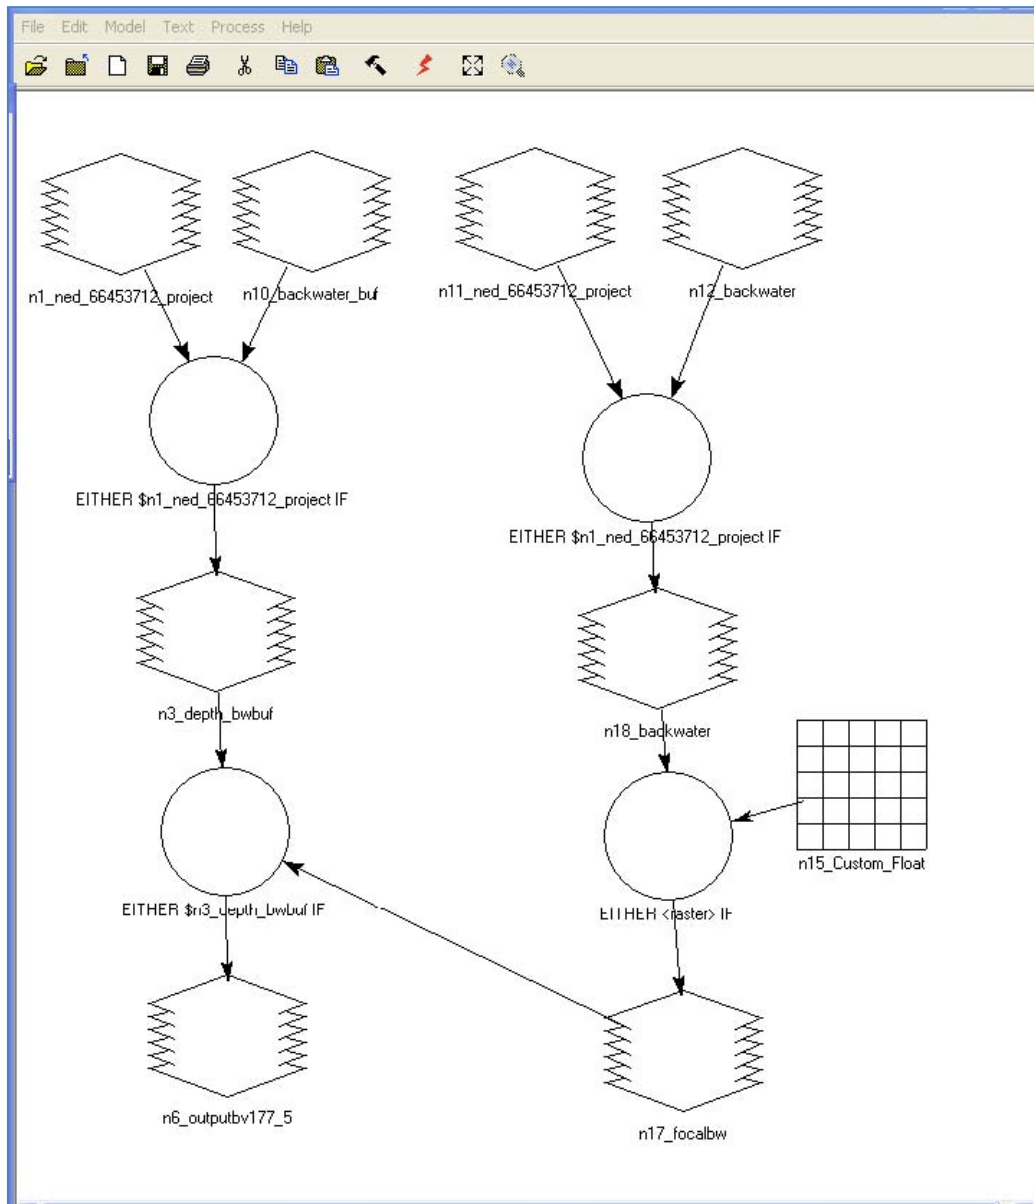 File Edit Model Text Process Help
n1_ned_66453712_project
n10_backwater_buf
n11_ned_66453712_project
n12_backwater
EITHER $n1_ned_66453712_project IF
EITHER $n1_ned_66453712_project IF
n3_depth_bwbuf
n18_backwater
n15_Custom_Float
EITHER $n3_depth_bwbuf IF
EITHER <raster> IF
n6_outputbv177_5
n17_focalbw